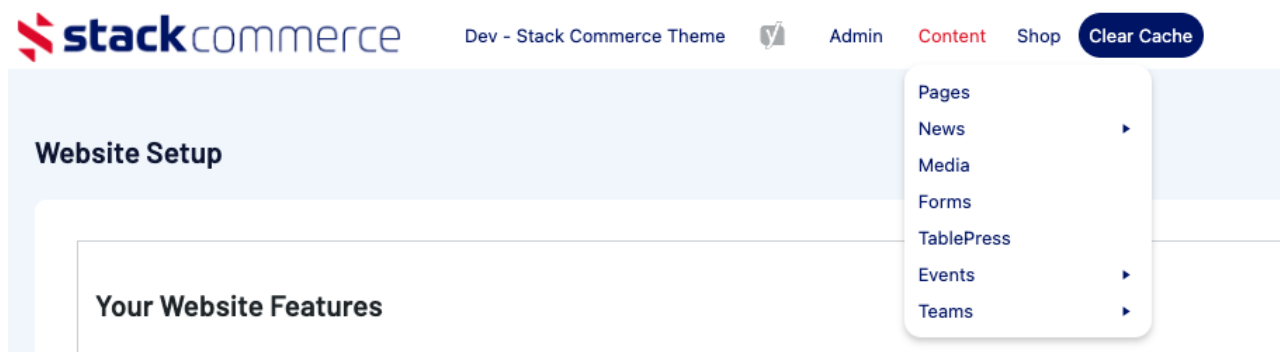 stackcommerce Dev - Stack Commerce Theme y Admin Content Shop Clear Cache
Pages
News
Media
Forms
TablePress
Events
Teams
Website Setup
Your Website Features